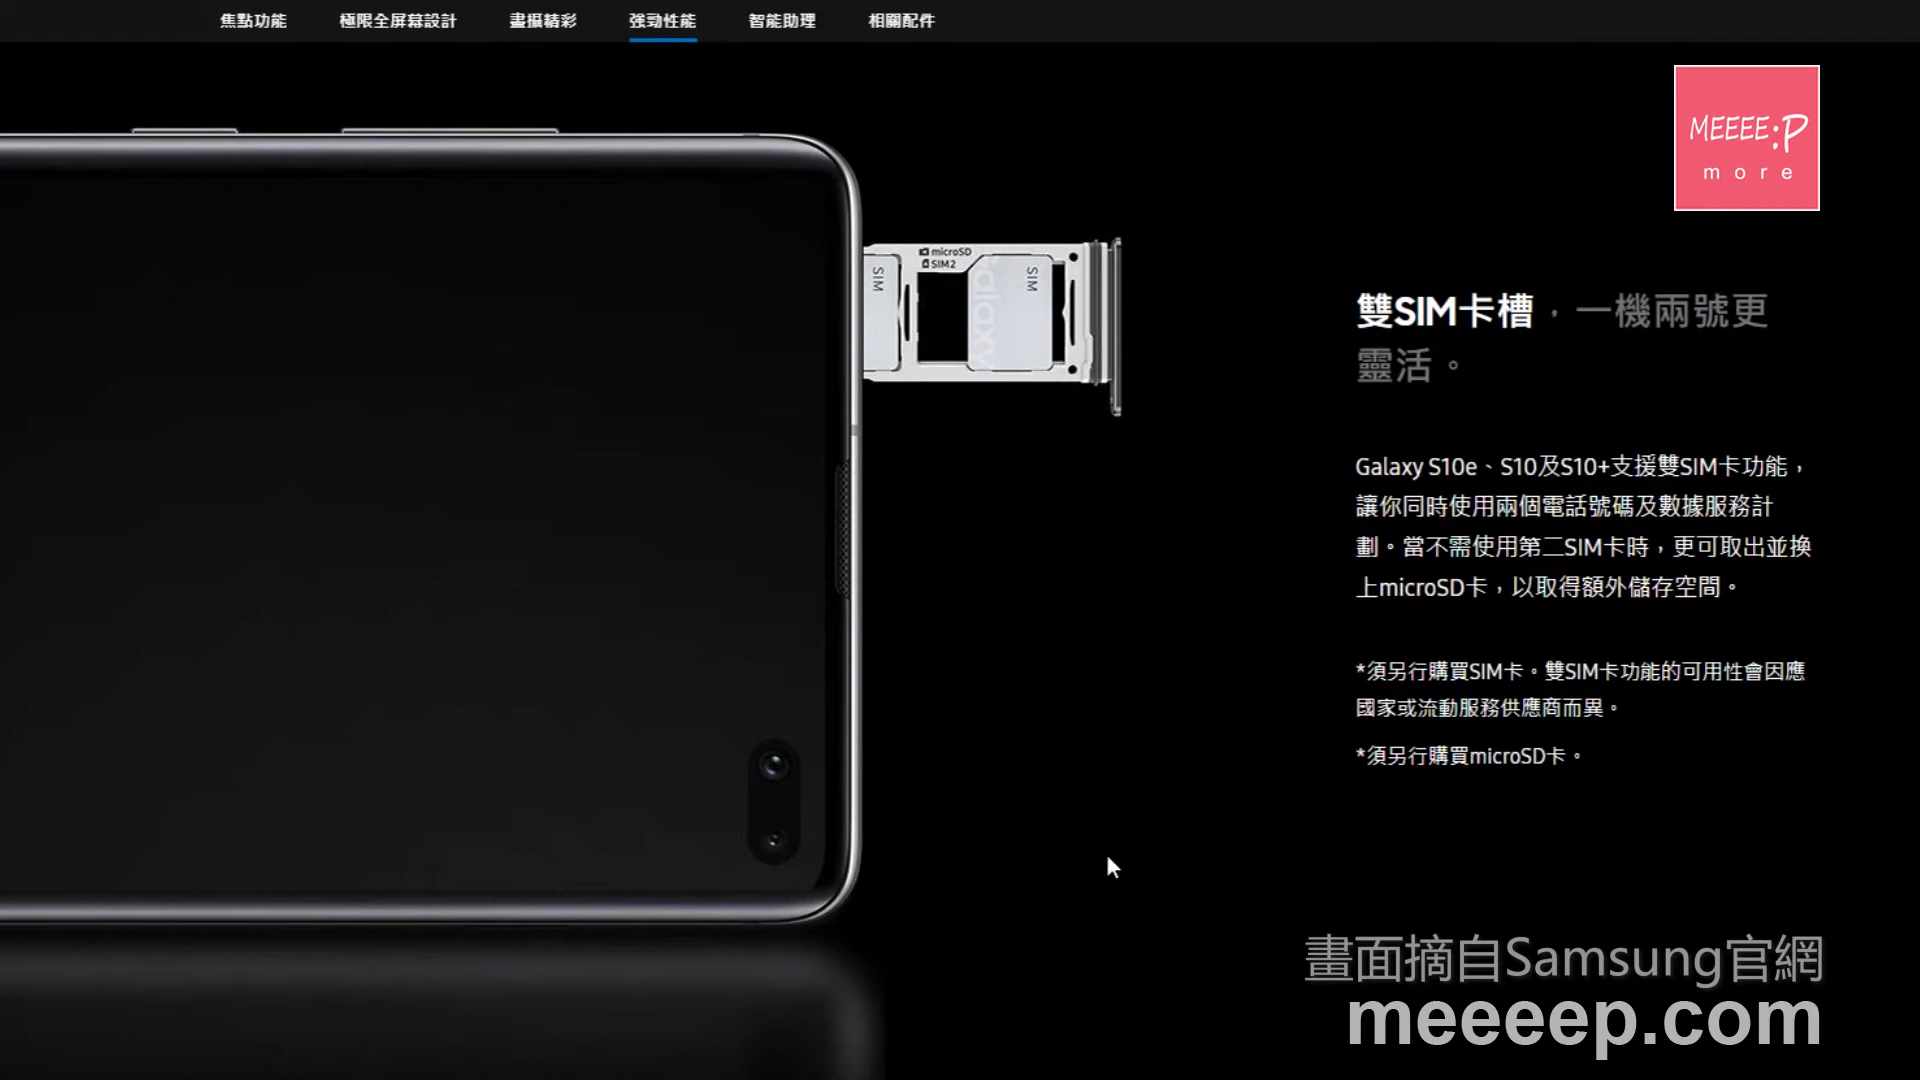 焦點功能 極限全屏幕設計 畫攝精彩 強勁性能 智能助理 相關配件
MEEEE:P
more
microSD
SIM2
SIM
SIM
Galaxy
雙SIM卡槽，一機兩號更
靈活。
Galaxy S10e、S10及S10+支援雙SIM卡功能，
讓你同時使用兩個電話號碼及數據服務計
劃。當不需使用第二SIM卡時，更可取出並換
上microSD卡，以取得額外儲存空間。
*須另行購買SIM卡。雙SIM卡功能的可用性會因應
國家或流動服務供應商而異。
*須另行購買microSD卡。
畫面摘自Samsung官網
meeeep.com